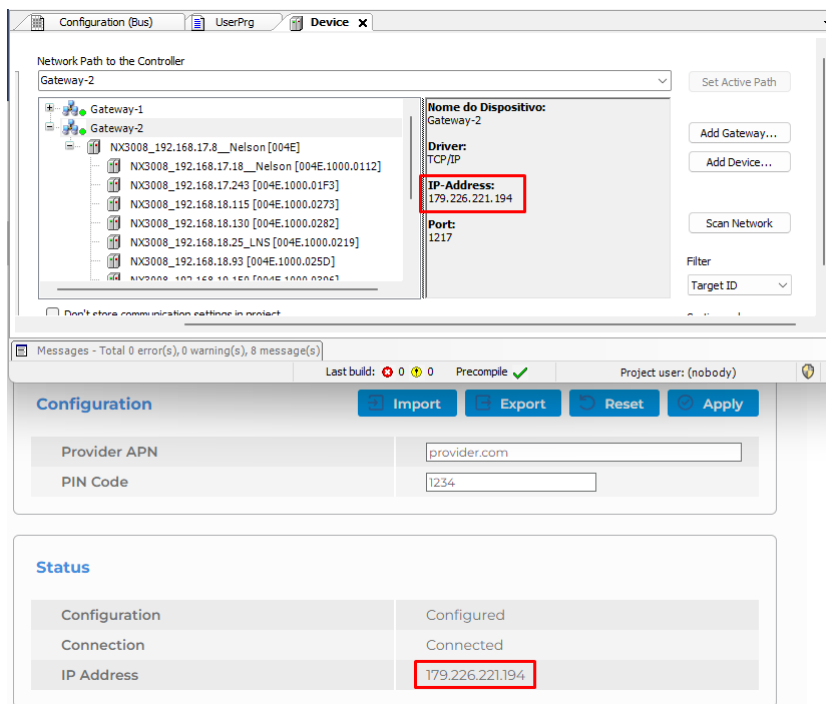 Configuration (Bus)
UserPrg
Device
Network Path to the Controller
Gateway-2
Set Active Path
Gateway-1
Gateway-2
NX3008_192.168.17.8__Nelson [004E]
NX3008_192.168.17.18__Nelson [004E.1000.0112]
NX3008_192.168.17.243 [004E.1000.01F3]
NX3008_192.168.18.115 [004E.1000.0273]
NX3008_192.168.18.130 [004E.1000.0282]
NX3008_192.168.18.25_LNS [004E.1000.0219]
NX3008_192.168.18.93 [004E.1000.025D]
Nome do Dispositivo:
Gateway-2
Driver:
TCP/IP
IP-Address:
179.226.221.194
Port:
1217
Add Gateway...
Add Device...
Scan Network
Filter
Target ID
Don't store communication settings in project
Messages - Total 0 error(s), 0 warning(s), 8 message(s)
Last build: 0 0 Precompile Project user: (nobody)
Configuration
Import
Export
Reset
Apply
Provider APN provider.com
PIN Code 1234
Status
Configuration Configured
Connection Connected
IP Address 179.226.221.194